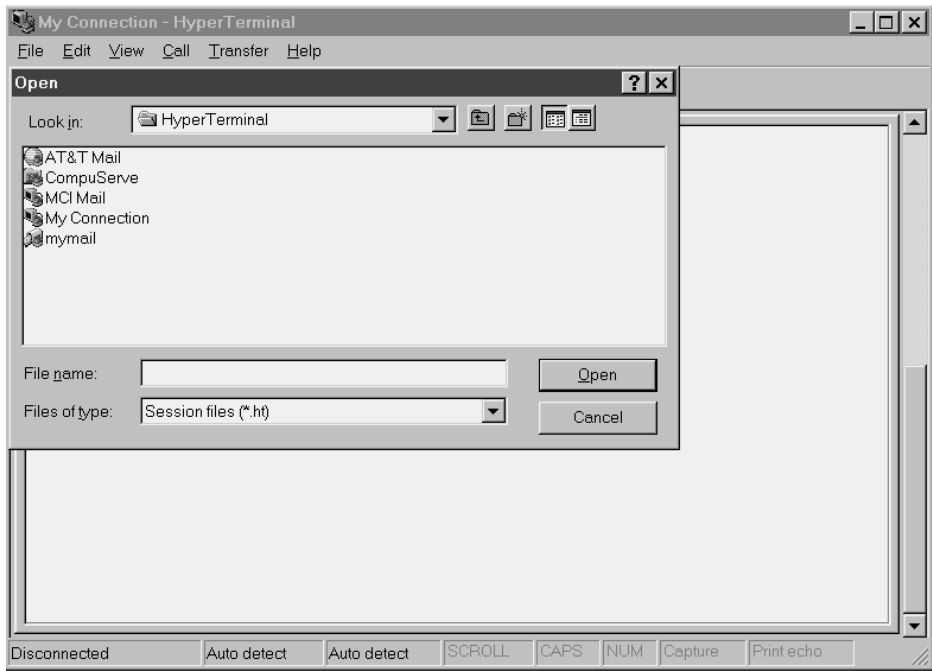 My Connection - HyperTerminal
File Edit View Call Transfer Help
Open
Look in: HyperTerminal
AT&T Mail
CompuServe
MCI Mail
My Connection
mymail
File name: Open
Files of type: Session files (*.ht) Cancel
Disconnected Auto detect Auto detect SCROLL CAPS NUM Capture Print echo